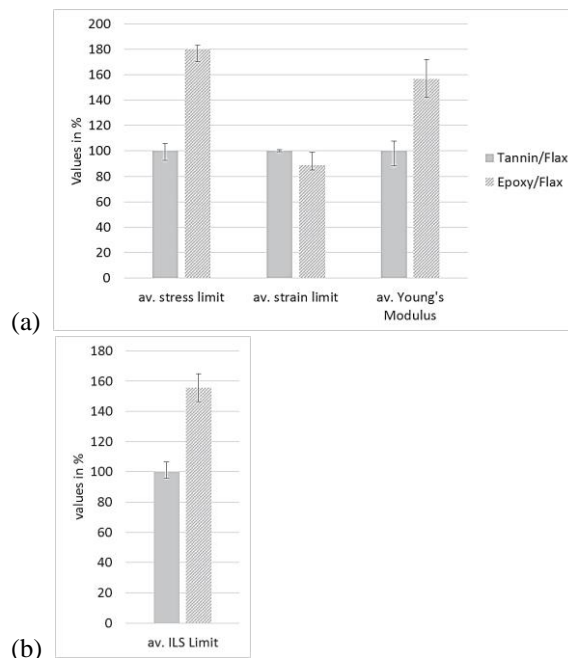 200
180
160
140
120
100
80
60
40
20
0
Values in %
av. stress limit
av. strain limit
av. Young's
Modulus
Tannin/Flax
Epoxy/Flax
(a)
180
160
140
120
100
80
60
40
20
0
values in %
av. ILS Limit
(b)